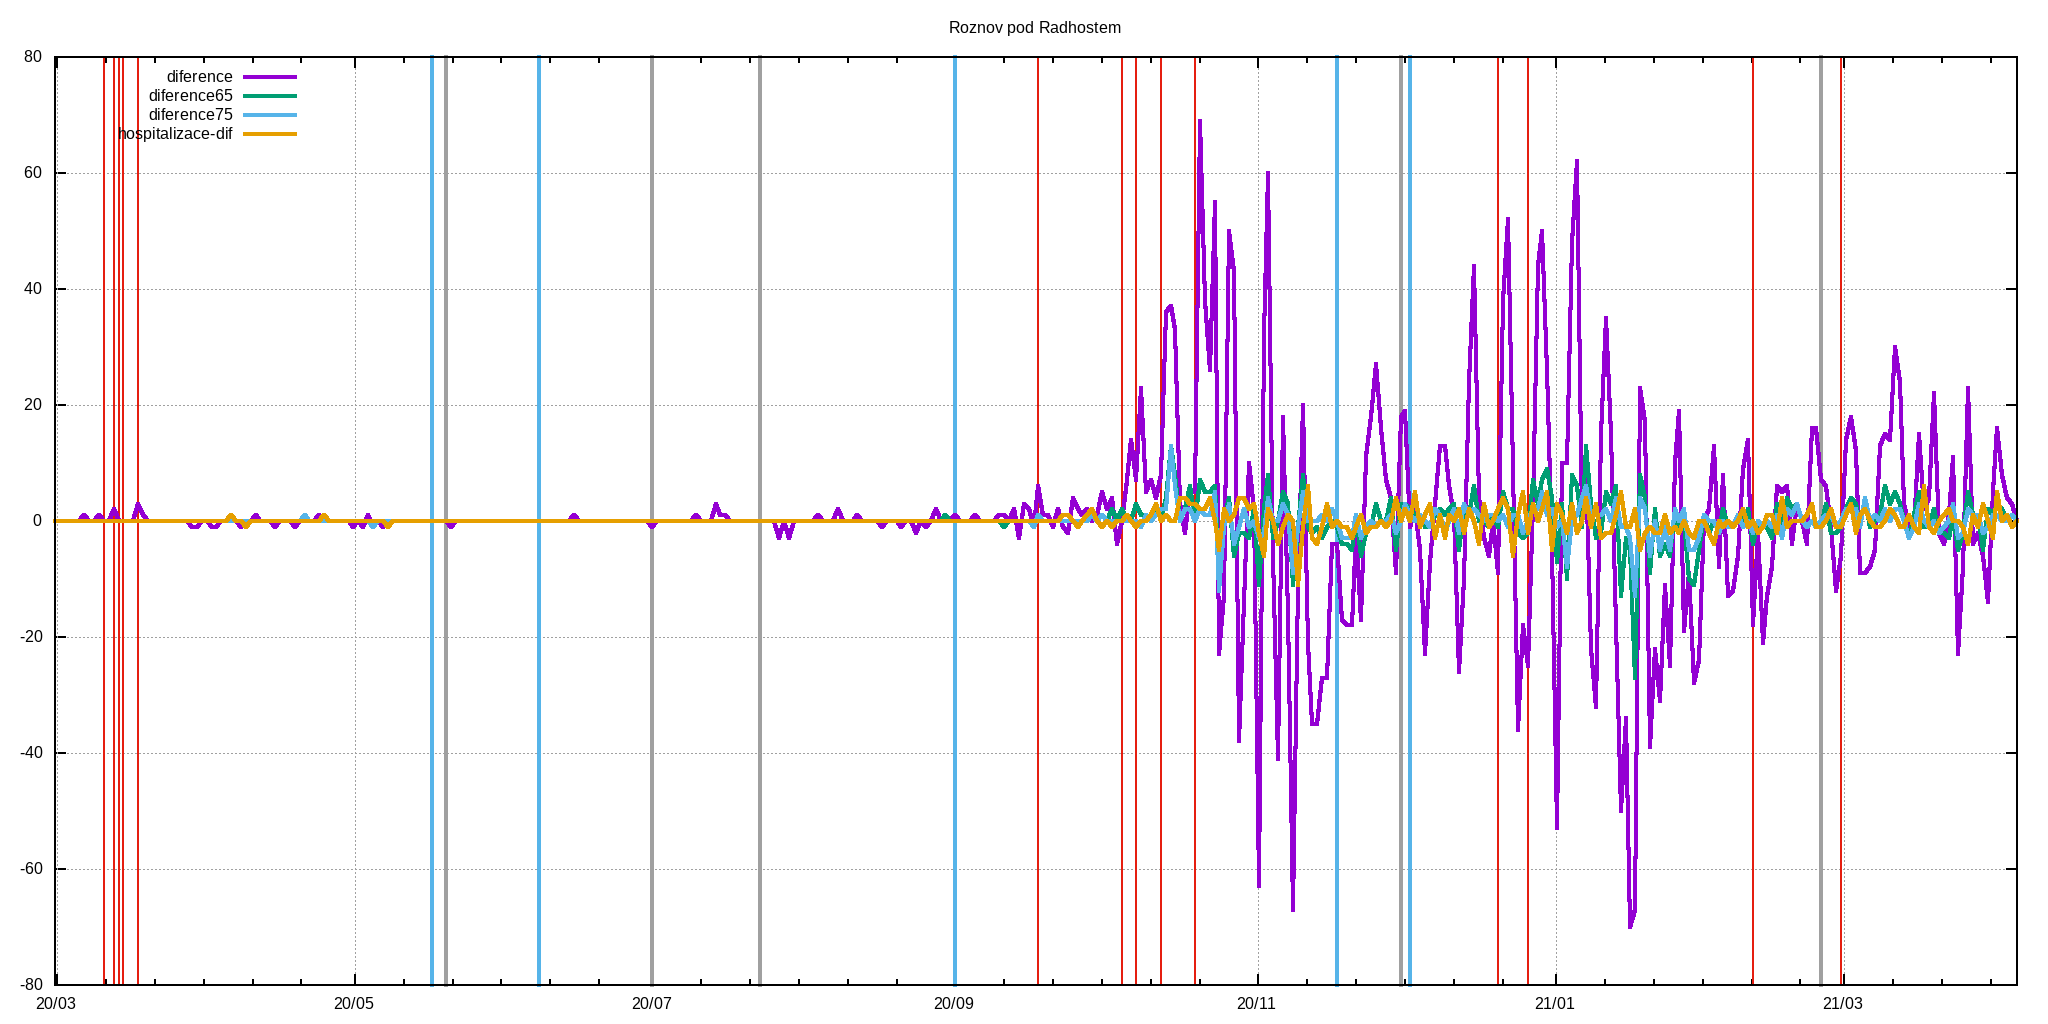 Roznov pod Radhostem
80
60
40
20
0
-20
-40
-60
-80
diference
diference65
diference75
hospitalizace-dif
20/03 20/05 20/07 20/09 20/11 21/01 21/03